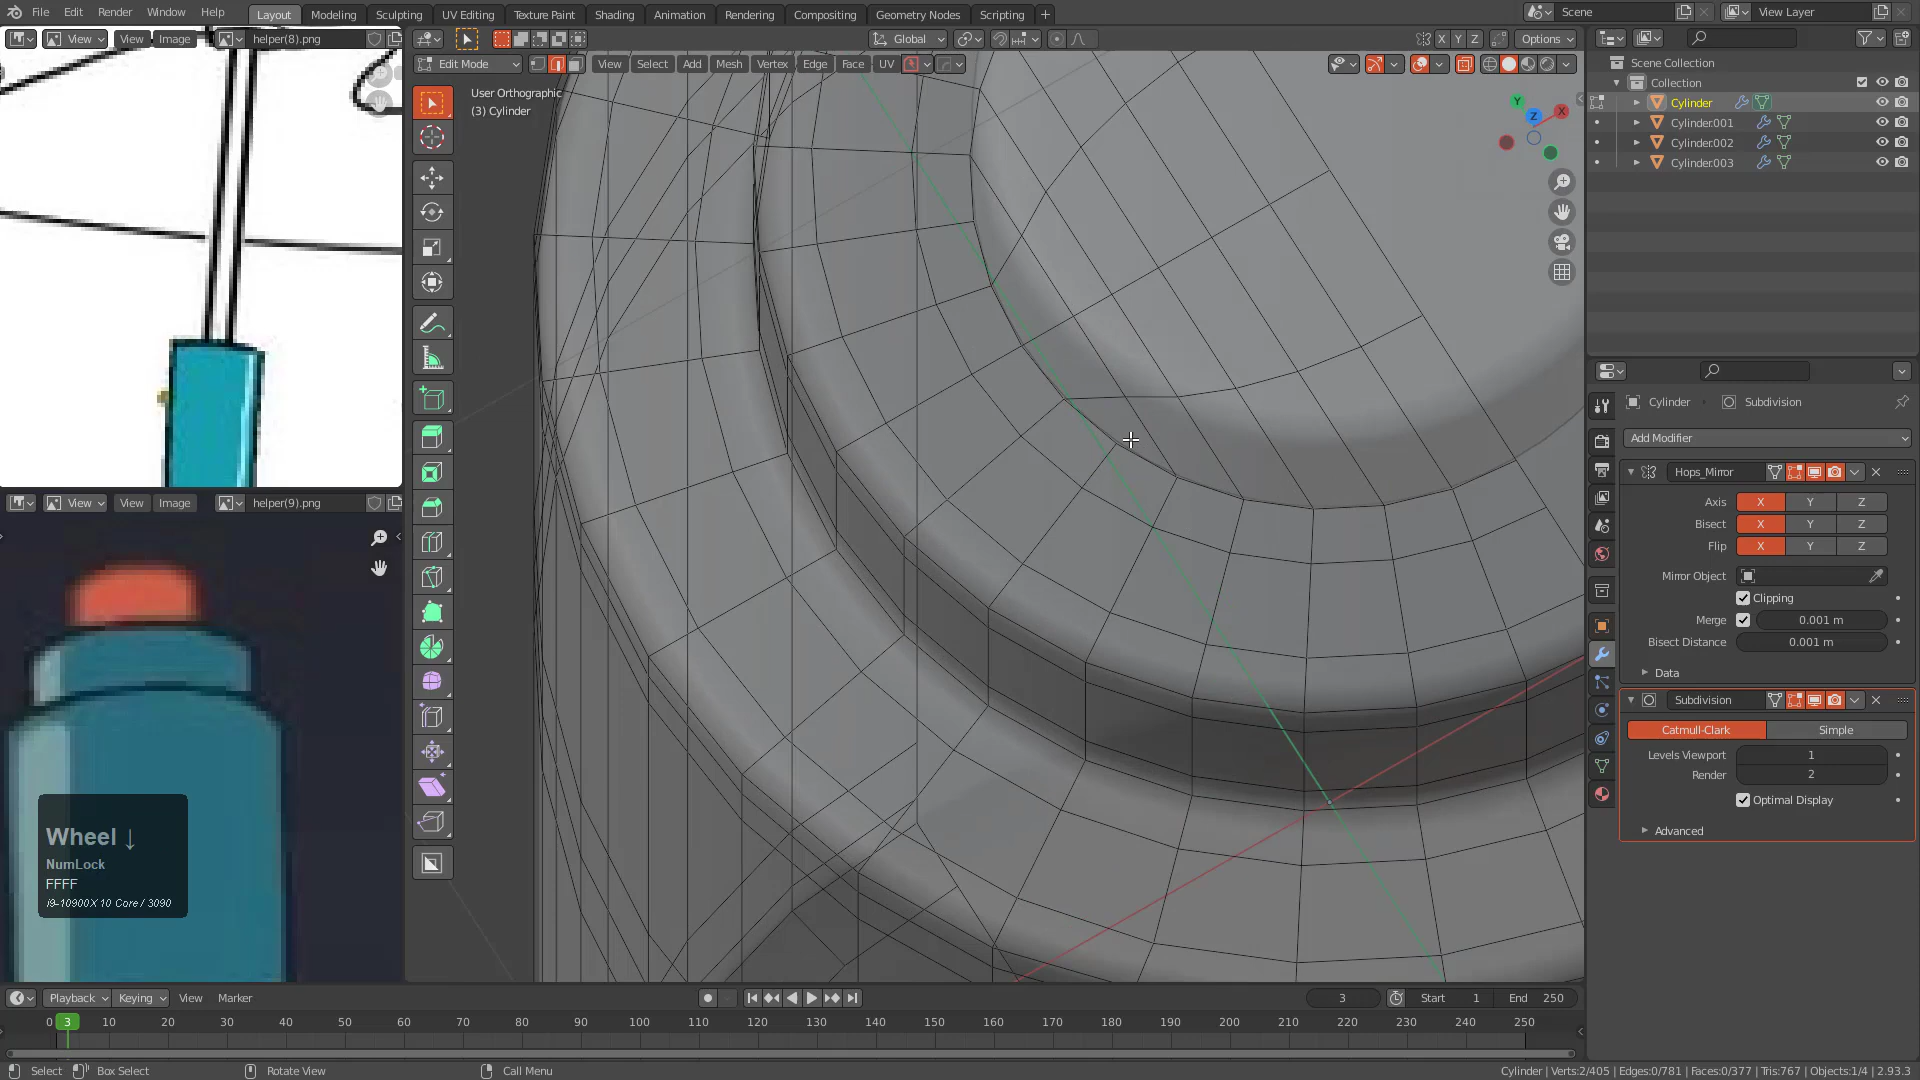 File Edit Render Window Help
Layout Modeling Sculpting UV Editing Texture Paint Shading Animation Rendering Compositing Geometry Nodes Scripting +
Scene
View Layer
View View Image helper(8).png
Global
X Y Z
Options
Edit Mode View Select Add Mesh Vertex Edge Face UV
User Orthographic
(3) Cylinder
Y X Z
Scene Collection
Collection
Cylinder
Cylinder.001
Cylinder.002
Cylinder.003
Cylinder Subdivision
Add Modifier
Hops_Mirror
Axis X Y Z
Bisect X Y Z
Flip X Y Z
Mirror Object
Clipping
Merge 0.001 m
Bisect Distance 0.001 m
Data
Subdivision
Catmull-Clark Simple
Levels Viewport 1
Render 2
Optimal Display
Advanced
View View Image helper(9).png
Wheel ↓
NumLock
FFFF
i9-10900X 10 Core / 3090
Playback Keying View Marker
3 Start 1 End 250
0 3 10 20 30 40 50 60 70 80 90 100 110 120 130 140 150 160 170 180 190 200 210 220 230 240 250
Select Box Select Rotate View Call Menu
Cylinder | Verts:2/405 | Edges:0/781 | Faces:0/377 | Tris:767 | Objects:1/4 | 2.93.3